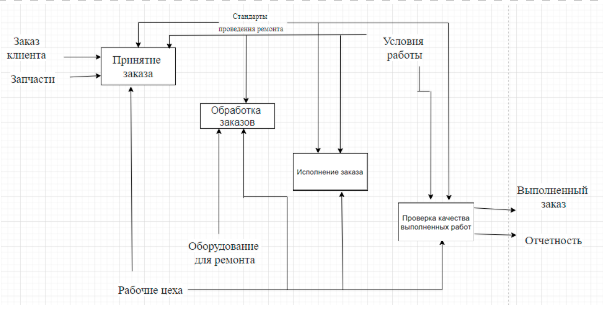 Стандарты
проведения ремонта
Заказ
клиента
Запчасти
Принятие
заказа
Условия
работы
Обработка
заказов
Исполнение заказа
Проверка качества
выполненных работ
Выполненный
заказ
Отчетность
Оборудование
для ремонта
Рабочие цеха